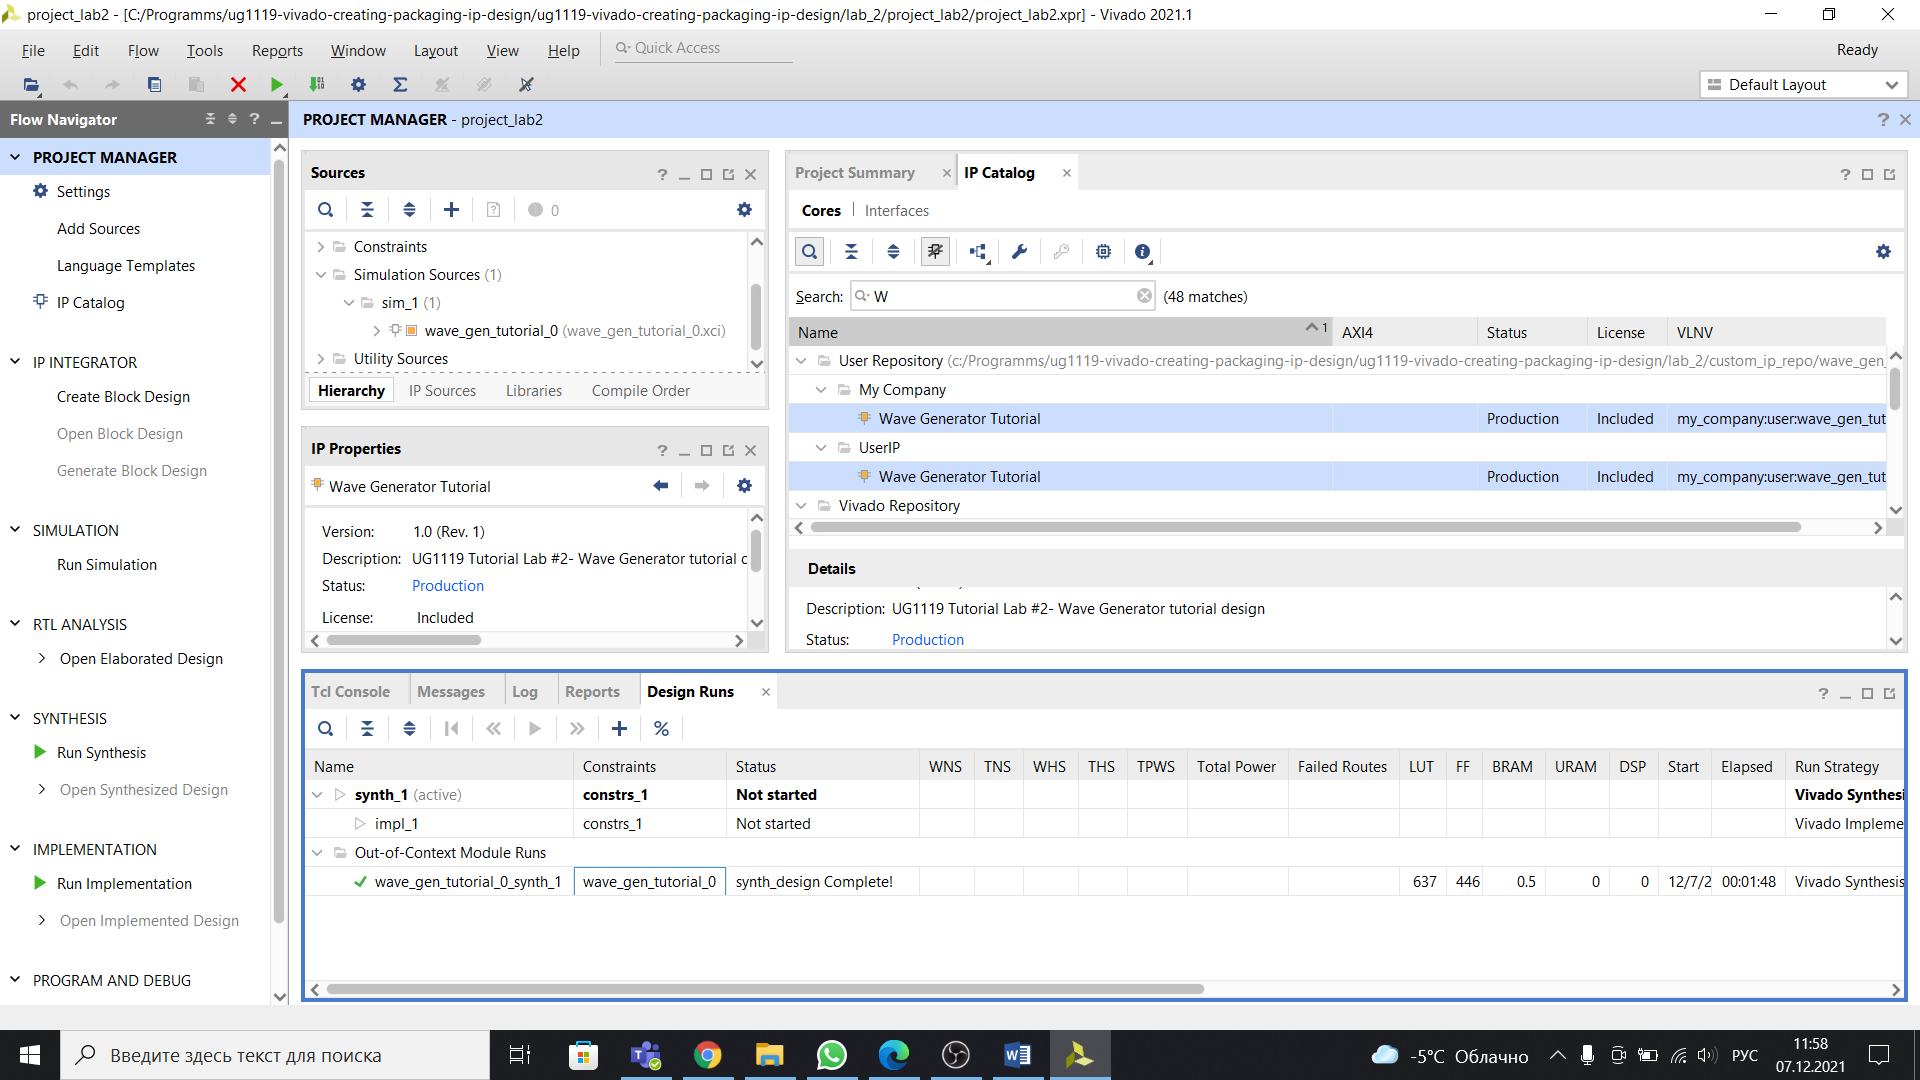 project_lab2 - [C:/Programms/ug1119-vivado-creating-packaging-ip-design/ug1119-vivado-creating-packaging-ip-design/lab_2/project_lab2/project_lab2.xpr] - Vivado 2021.1
File Edit Flow Tools Reports Window Layout View Help Quick Access Ready
Default Layout
Flow Navigator
PROJECT MANAGER
Settings
Add Sources
Language Templates
IP Catalog
IP INTEGRATOR
Create Block Design
Open Block Design
Generate Block Design
SIMULATION
Run Simulation
RTL ANALYSIS
Open Elaborated Design
SYNTHESIS
Run Synthesis
Open Synthesized Design
IMPLEMENTATION
Run Implementation
Open Implemented Design
PROGRAM AND DEBUG
PROJECT MANAGER - project_lab2
Sources
0
Constraints
Simulation Sources (1)
sim_1 (1)
wave_gen_tutorial_0 (wave_gen_tutorial_0.xci)
Utility Sources
Hierarchy IP Sources Libraries Compile Order
IP Properties
Wave Generator Tutorial
Version: 1.0 (Rev. 1)
Description: UG1119 Tutorial Lab #2- Wave Generator tutorial
Status: Production
License: Included
Project Summary IP Catalog
Cores Interfaces
Search: W (48 matches)
Name 1 AXI4 Status License VLNV
User Repository (c:/Programms/ug1119-vivado-creating-packaging-ip-design/ug1119-vivado-creating-packaging-ip-design/lab_2/custom_ip_repo/wave_gen_
My Company
Wave Generator Tutorial Production Included my_company:user:wave_gen_tut
UserIP
Wave Generator Tutorial Production Included my_company:user:wave_gen_tut
Vivado Repository
Details
Description: UG1119 Tutorial Lab #2- Wave Generator tutorial design
Status: Production
Tcl Console Messages Log Reports Design Runs
Name Constraints Status WNS TNS WHS THS TPWS Total Power Failed Routes LUT FF BRAM URAM DSP Start Elapsed Run Strategy
synth_1 (active) constrs_1 Not started Vivado Synthesi
impl_1 constrs_1 Not started Vivado Impleme
Out-of-Context Module Runs
wave_gen_tutorial_0_synth_1 wave_gen_tutorial_0 synth_design Complete! 637 446 0.5 0 0 12/7/2 00:01:48 Vivado Synthesis
Введите здесь текст для поиска
-5°C Облачно
РУС
11:58
07.12.2021